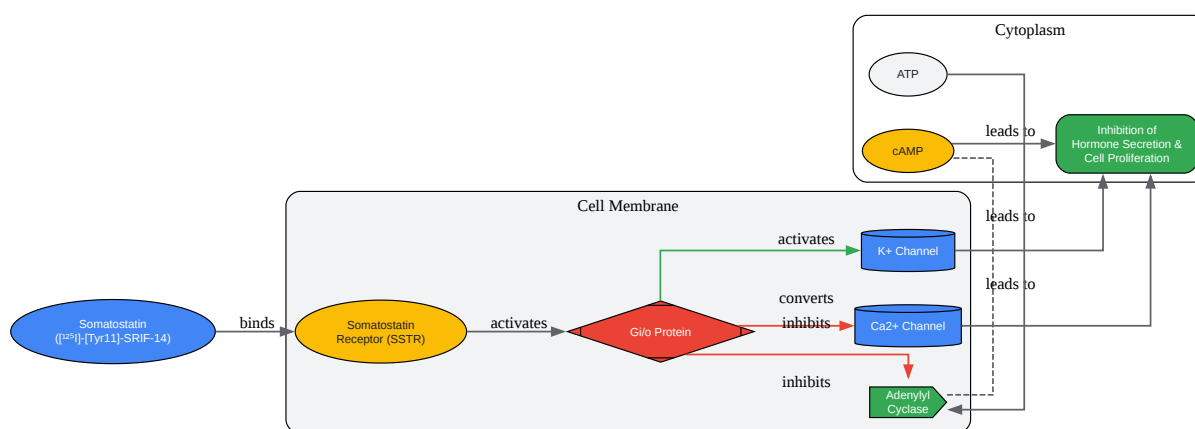 Cytoplasm
ATP
leads to
cAMP
Inhibition of
Hormone Secretion &
Cell Proliferation
Cell Membrane
leads to
activates
K+ Channel
leads to
converts
Somatostatin
([¹²⁵I]-[Tyr11]-SRIF-14)
binds
Somatostatin
Receptor (SSTR)
activates
Gi/o Protein
inhibits
Ca2+ Channel
inhibits
Adenylyl
Cyclase